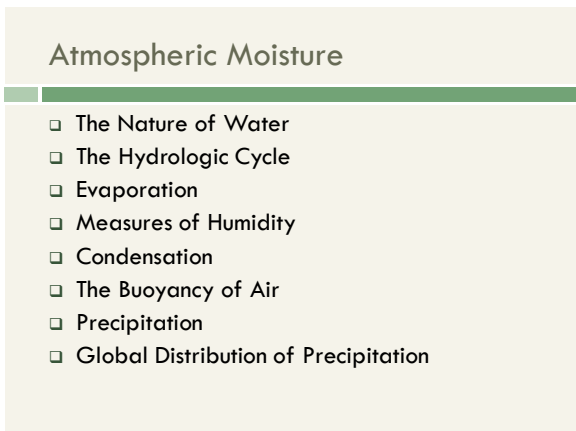 Atmospheric Moisture
The Nature of Water
The Hydrologic Cycle
Evaporation
Measures of Humidity
Condensation
The Buoyancy of Air
Precipitation
Global Distribution of Precipitation